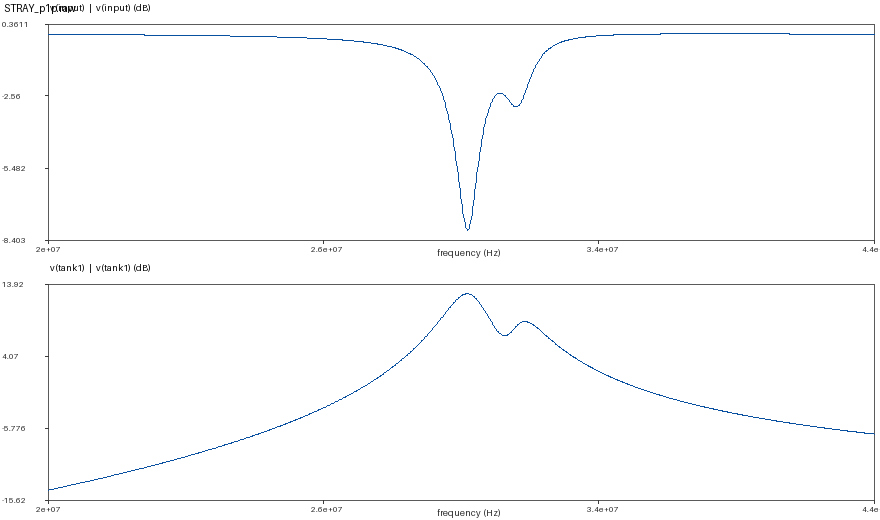 STRAY_p1 v(input) | v(input) (dB)
0.3611
-2.56
-5.482
-8.403
2e+07 2.6e+07 3.4e+07 4.4e
frequency (Hz)
v(tank1) | v(tank1) (dB)
13.92
4.07
-5.776
-15.62
2e+07 2.6e+07 3.4e+07 4.4e
frequency (Hz)